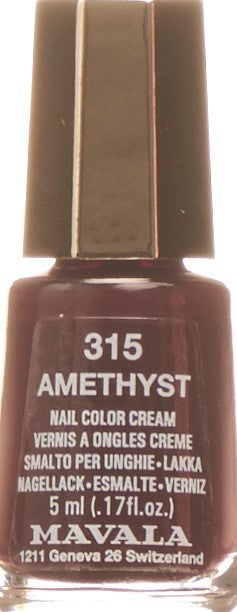 315
AMETHYST
NAIL COLOR CREAM
VERNIS A ONGLES CREME
SMALTO PER UNGHIE•LAKKA
NAGELLACK•ESMALTE•VERNIZ
5 ml (.17fl.oz.)
MAVALA
1211 Geneva 26 Switzerland